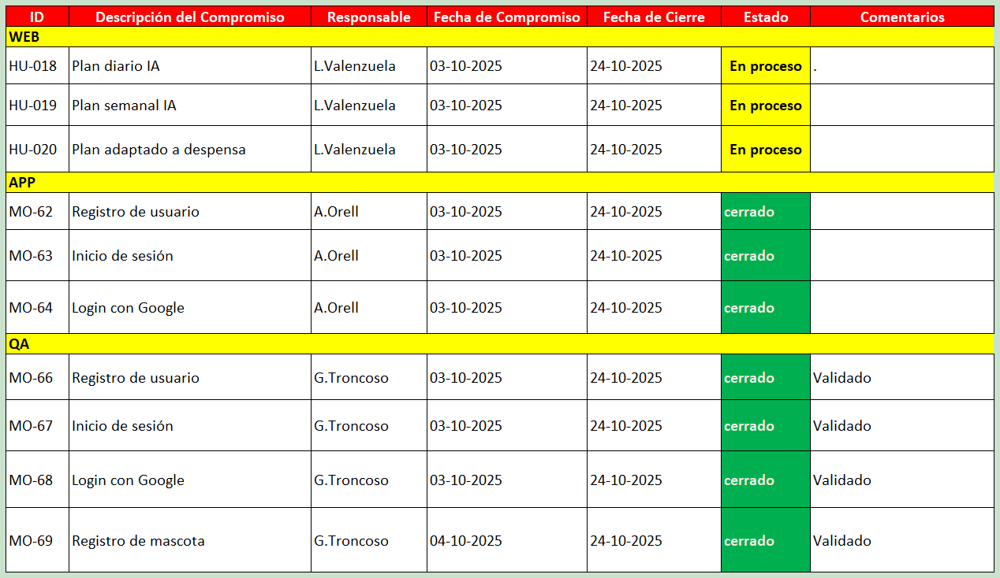 ID Descripción del Compromiso Responsable Fecha de Compromiso Fecha de Cierre Estado Comentarios
WEB
HU-018 Plan diario IA L.Valenzuela 03-10-2025 24-10-2025 En proceso .
HU-019 Plan semanal IA L.Valenzuela 03-10-2025 24-10-2025 En proceso
HU-020 Plan adaptado a despensa L.Valenzuela 03-10-2025 24-10-2025 En proceso
APP
MO-62 Registro de usuario A.Orell 03-10-2025 24-10-2025 cerrado
MO-63 Inicio de sesión A.Orell 03-10-2025 24-10-2025 cerrado
MO-64 Login con Google A.Orell 03-10-2025 24-10-2025 cerrado
QA
MO-66 Registro de usuario G.Troncoso 03-10-2025 24-10-2025 cerrado Validado
MO-67 Inicio de sesión G.Troncoso 03-10-2025 24-10-2025 cerrado Validado
MO-68 Login con Google G.Troncoso 03-10-2025 24-10-2025 cerrado Validado
MO-69 Registro de mascota G.Troncoso 04-10-2025 24-10-2025 cerrado Validado